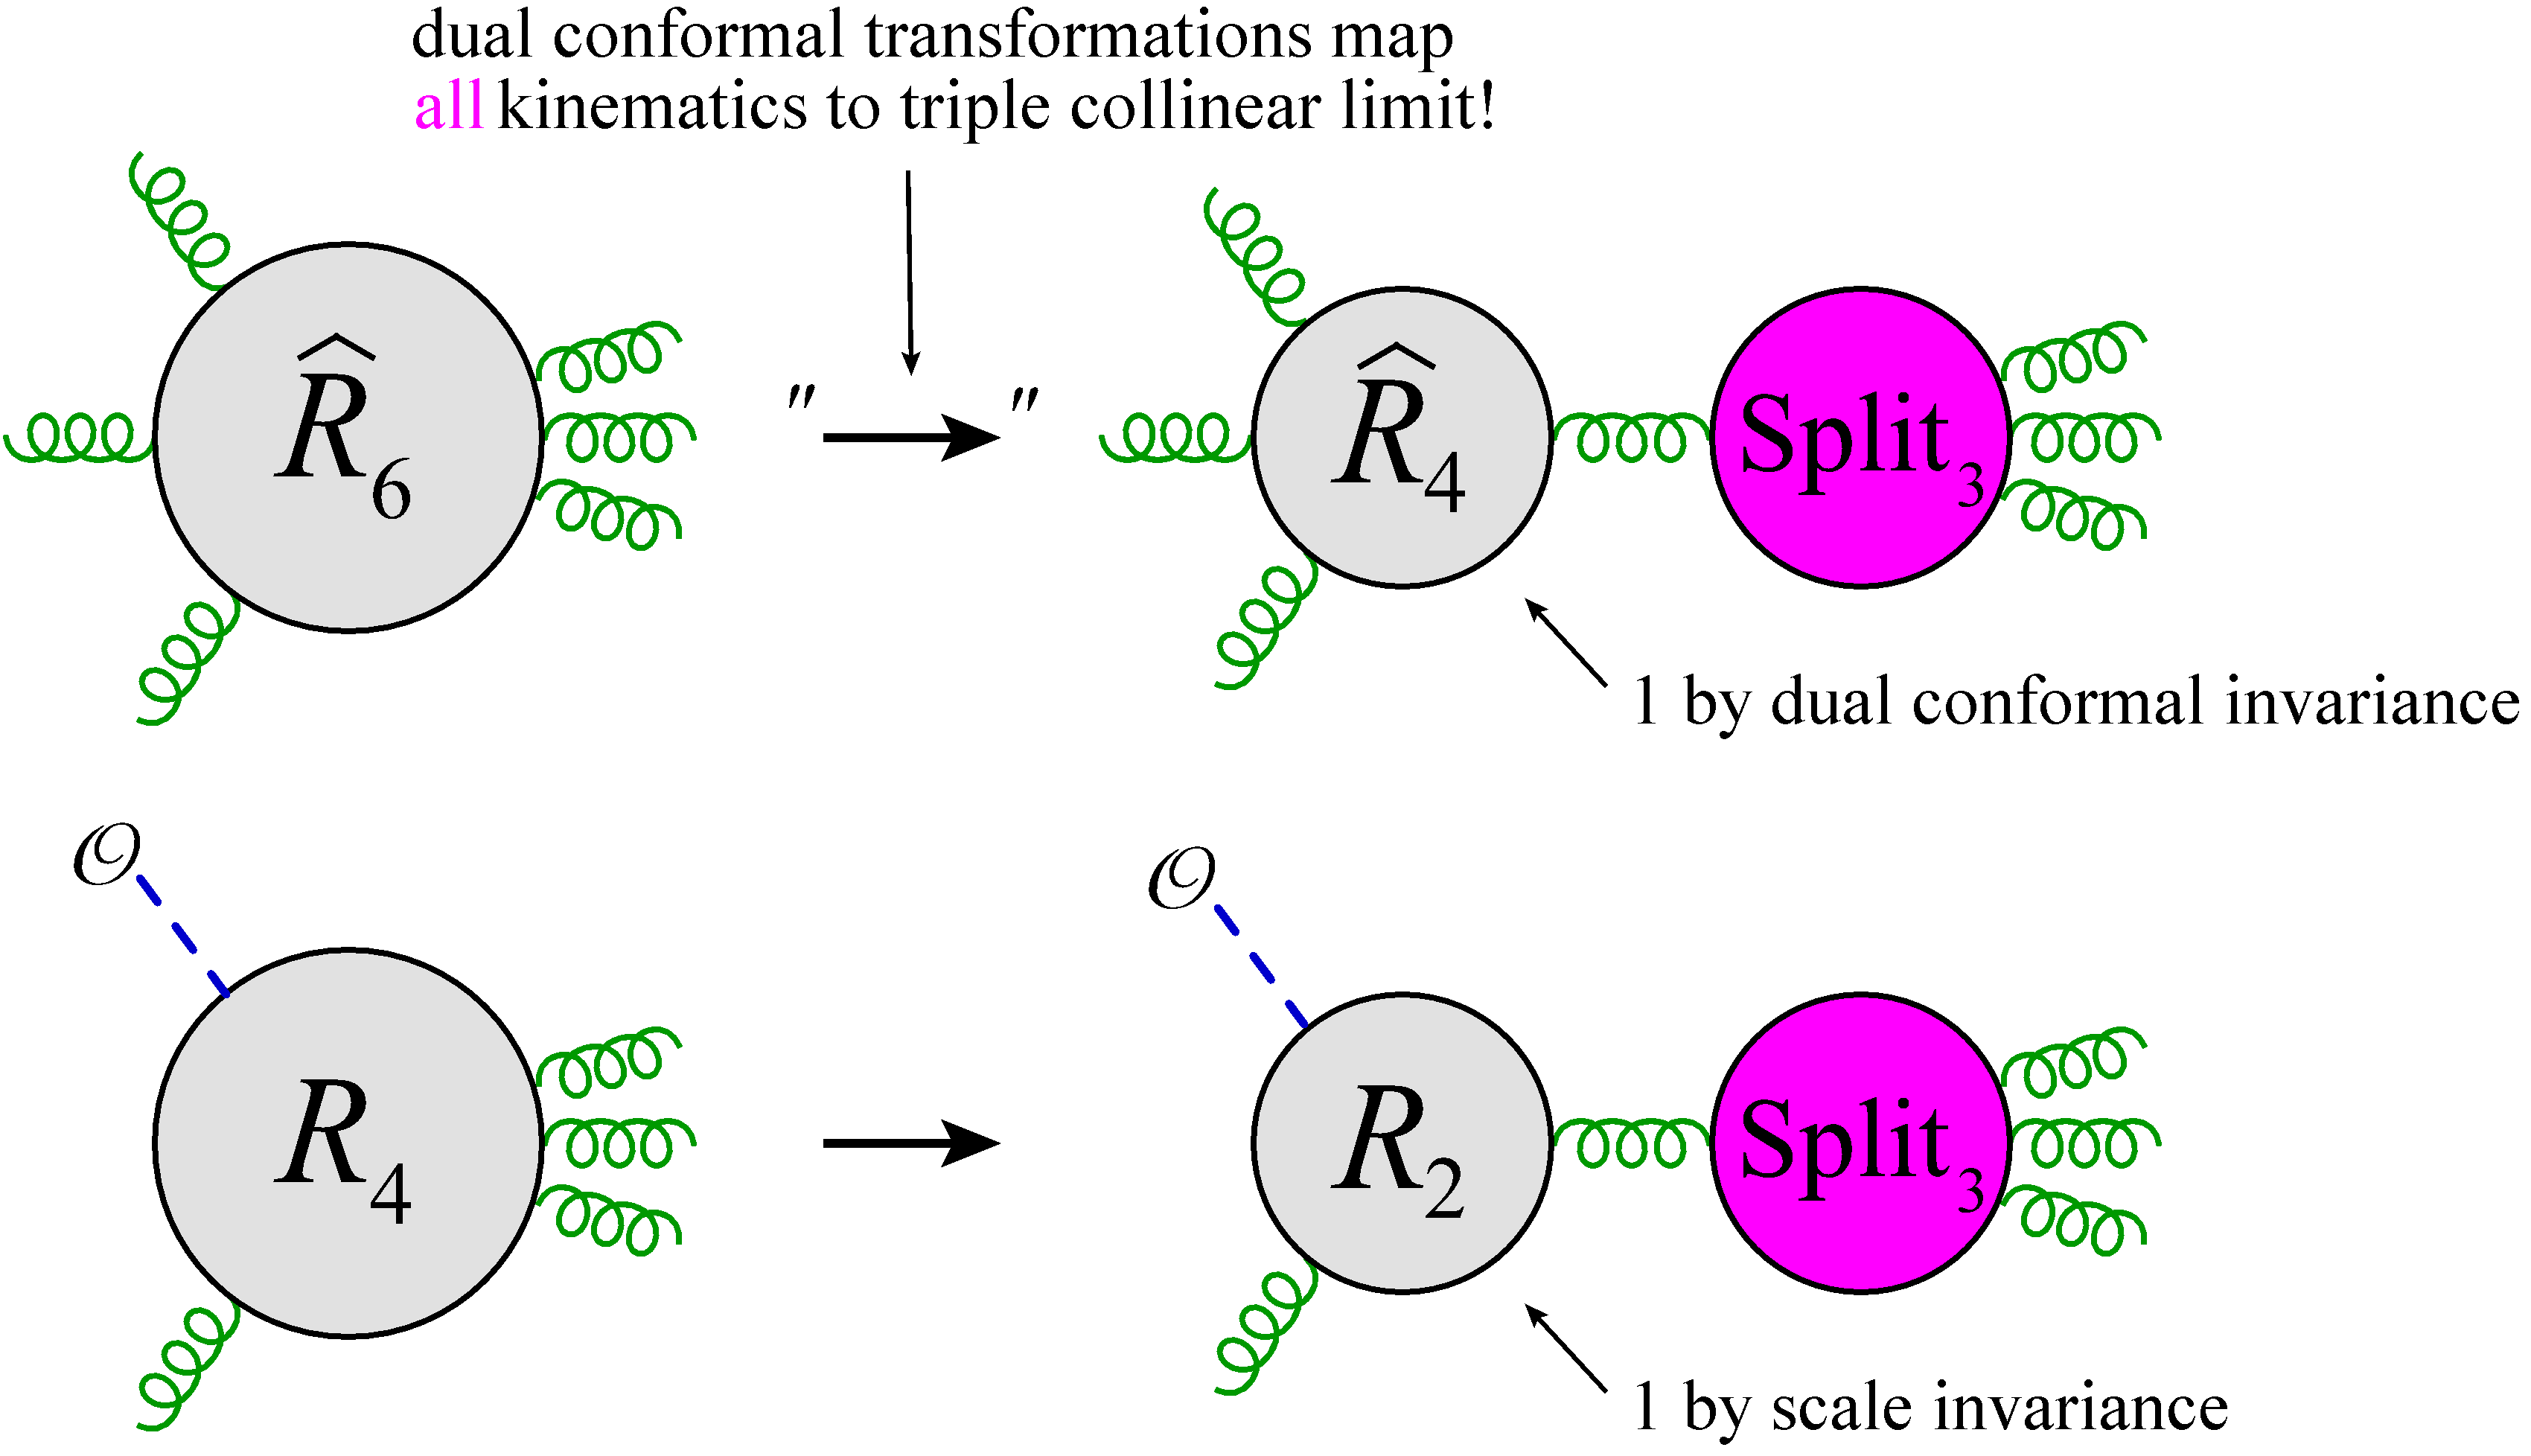 dual conformal transformations map
all kinematics to triple collinear limit!
R̂₆
" → "
R̂₄
Split₃
1 by dual conformal invariance
𝒪
R₄
𝒪
R₂
Split₃
1 by scale invariance